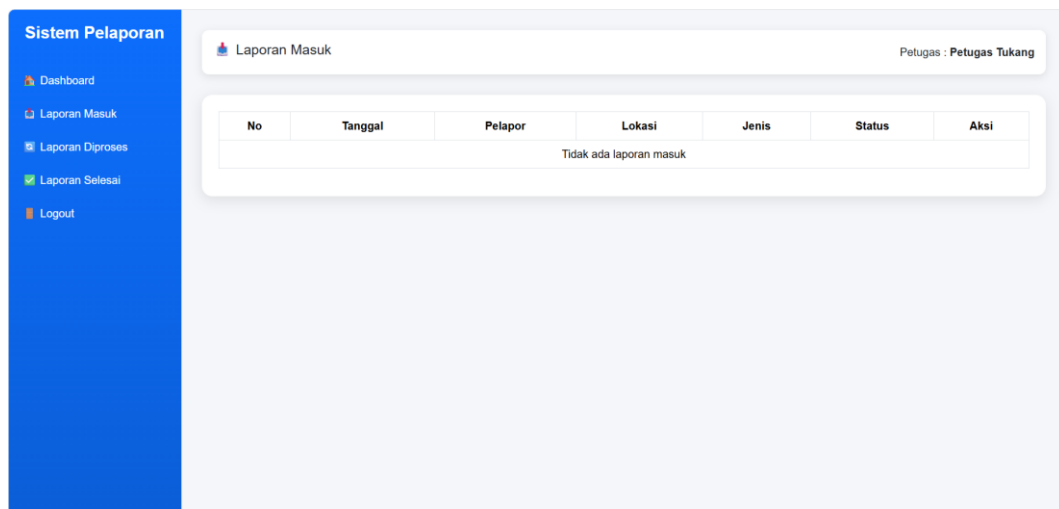 Sistem Pelaporan
Dashboard
Laporan Masuk
Laporan Diproses
Laporan Selesai
Logout
Laporan Masuk
Petugas : Petugas Tukang
No Tanggal Pelapor Lokasi Jenis Status Aksi
Tidak ada laporan masuk